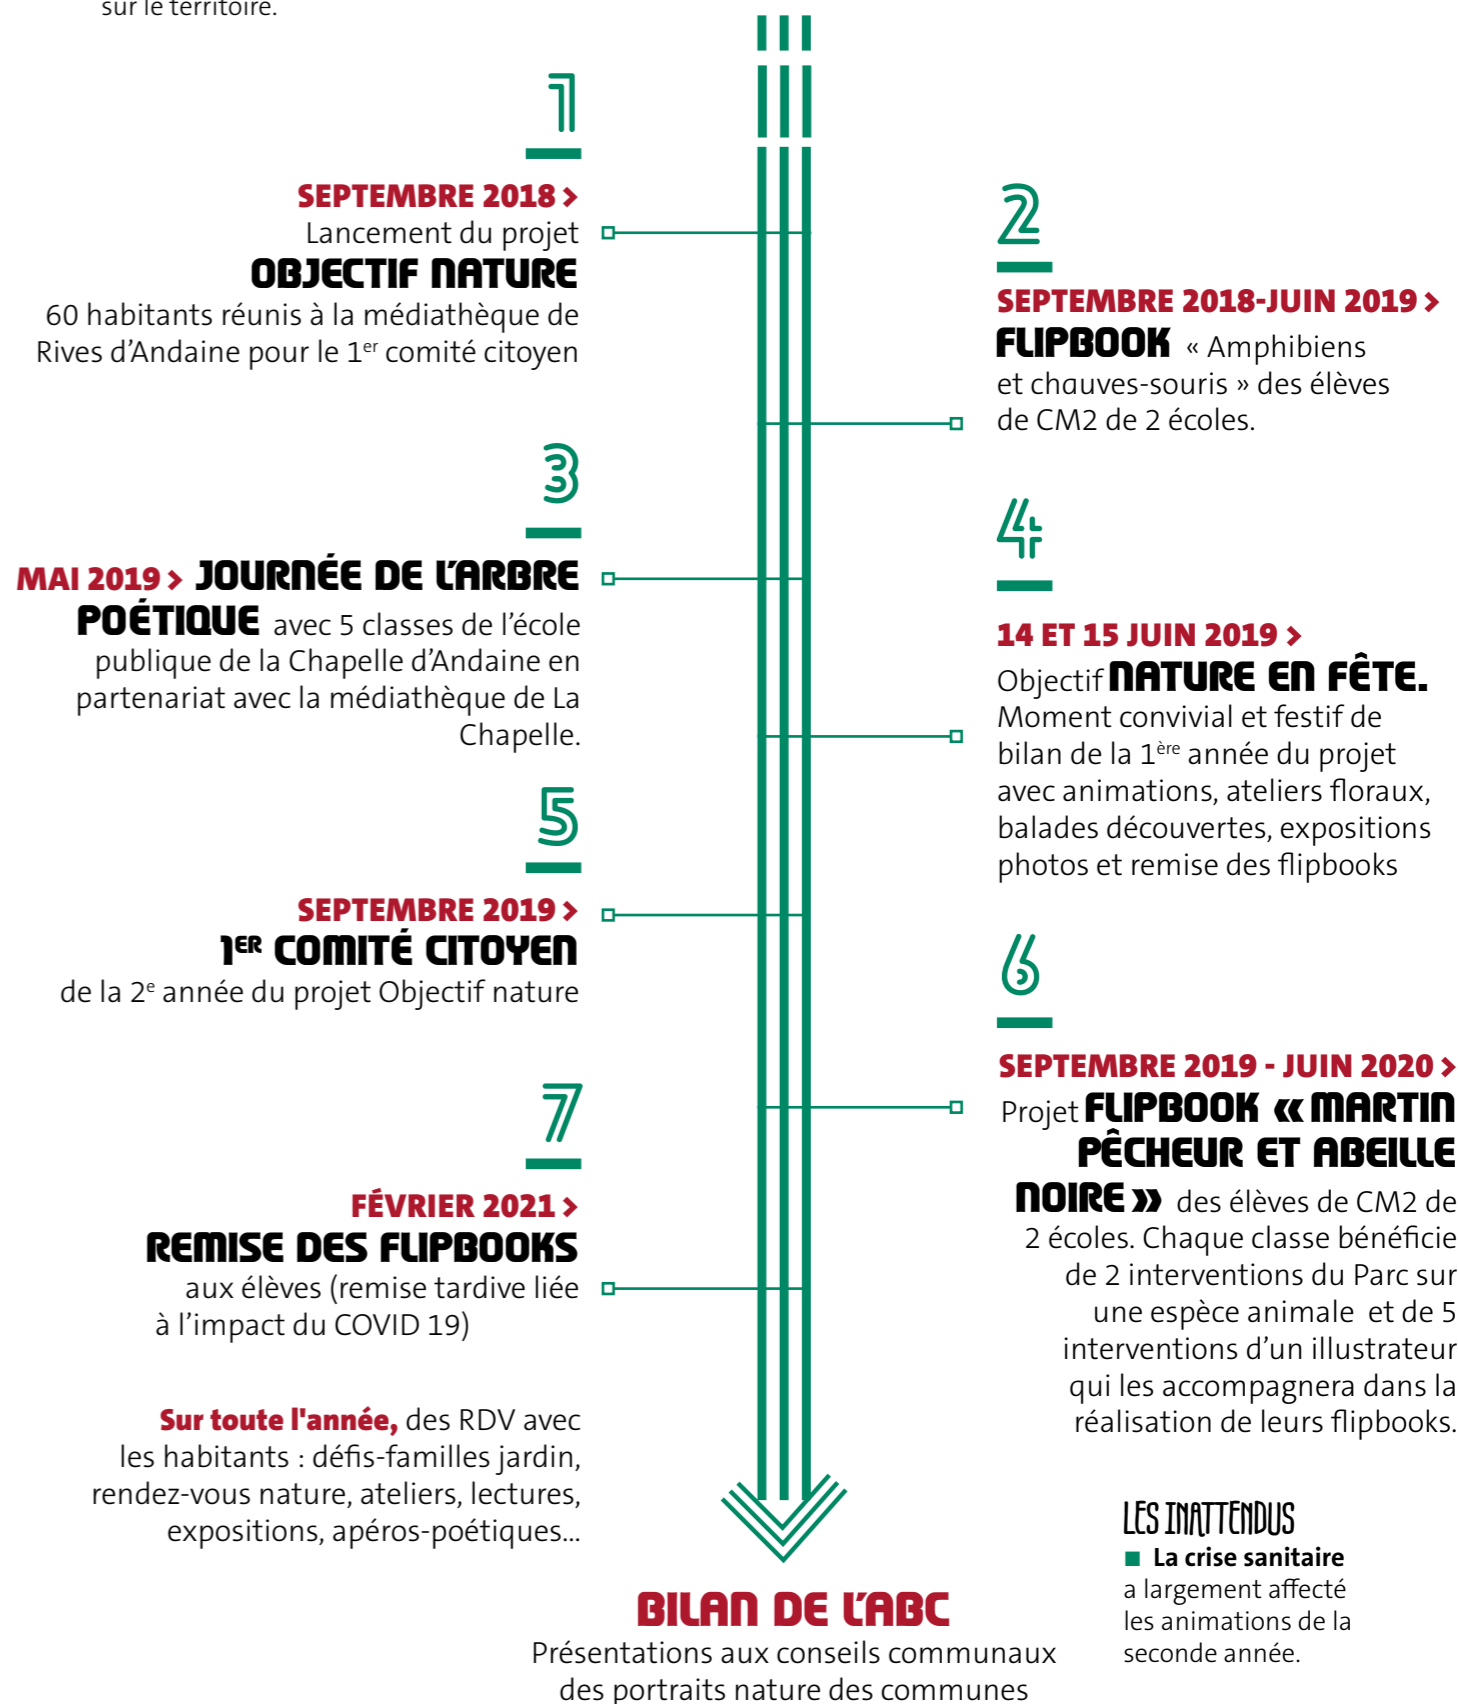 sur le territoire.
1
SEPTEMBRE 2018 >
Lancement du projet
OBJECTIF NATURE
60 habitants réunis à la médiathèque de
Rives d’Andaine pour le 1er comité citoyen
2
SEPTEMBRE 2018-JUIN 2019 >
FLIPBOOK « Amphibiens
et chauves-souris » des élèves
de CM2 de 2 écoles.
3
MAI 2019 > JOURNÉE DE L’ARBRE
POÉTIQUE avec 5 classes de l’école
publique de la Chapelle d’Andaine en
partenariat avec la médiathèque de La
Chapelle.
4
14 ET 15 JUIN 2019 >
Objectif NATURE EN FÊTE.
Moment convivial et festif de
bilan de la 1ère année du projet
avec animations, ateliers floraux,
balades découvertes, expositions
photos et remise des flipbooks
5
SEPTEMBRE 2019 >
1ER COMITÉ CITOYEN
de la 2e année du projet Objectif nature
6
SEPTEMBRE 2019 - JUIN 2020 >
Projet FLIPBOOK « MARTIN
PÊCHEUR ET ABEILLE
NOIRE » des élèves de CM2 de
2 écoles. Chaque classe bénéficie
de 2 interventions du Parc sur
une espèce animale et de 5
interventions d’un illustrateur
qui les accompagnera dans la
réalisation de leurs flipbooks.
7
FÉVRIER 2021 >
REMISE DES FLIPBOOKS
aux élèves (remise tardive liée
à l’impact du COVID 19)
Sur toute l'année, des RDV avec
les habitants : défis-familles jardin,
rendez-vous nature, ateliers, lectures,
expositions, apéros-poétiques...
LES INATTENDUS
■ La crise sanitaire
a largement affecté
les animations de la
seconde année.
BILAN DE L’ABC
Présentations aux conseils communaux
des portraits nature des communes